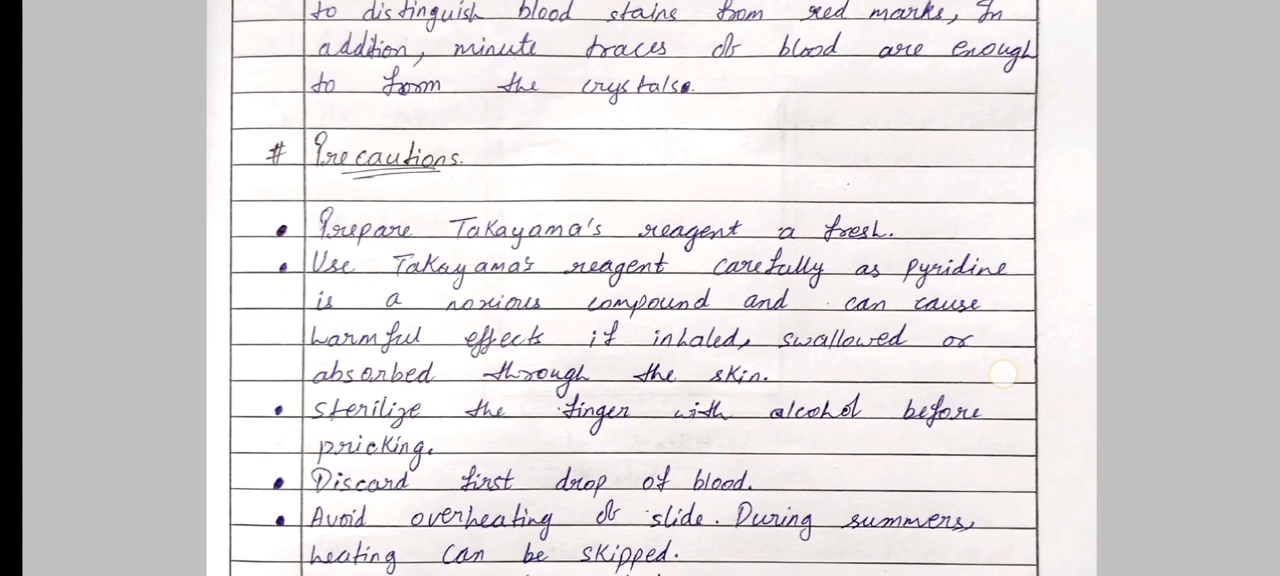 to distinguish blood stains from red marks, In
addtion, minute traces of blood are enough
to form the crystals.
# Precautions.
• Prepare Takayama's reagent a fresh.
• Use Takayama's reagent carefully as pyridine
is a noxious compound and can cause
harmful effects if inhaled, swallowed or
absorbed through the skin.
• Sterilize the finger with alcohol before
pricking.
• Discard first drop of blood.
• Avoid overheating of slide. During summers,
heating can be skipped.